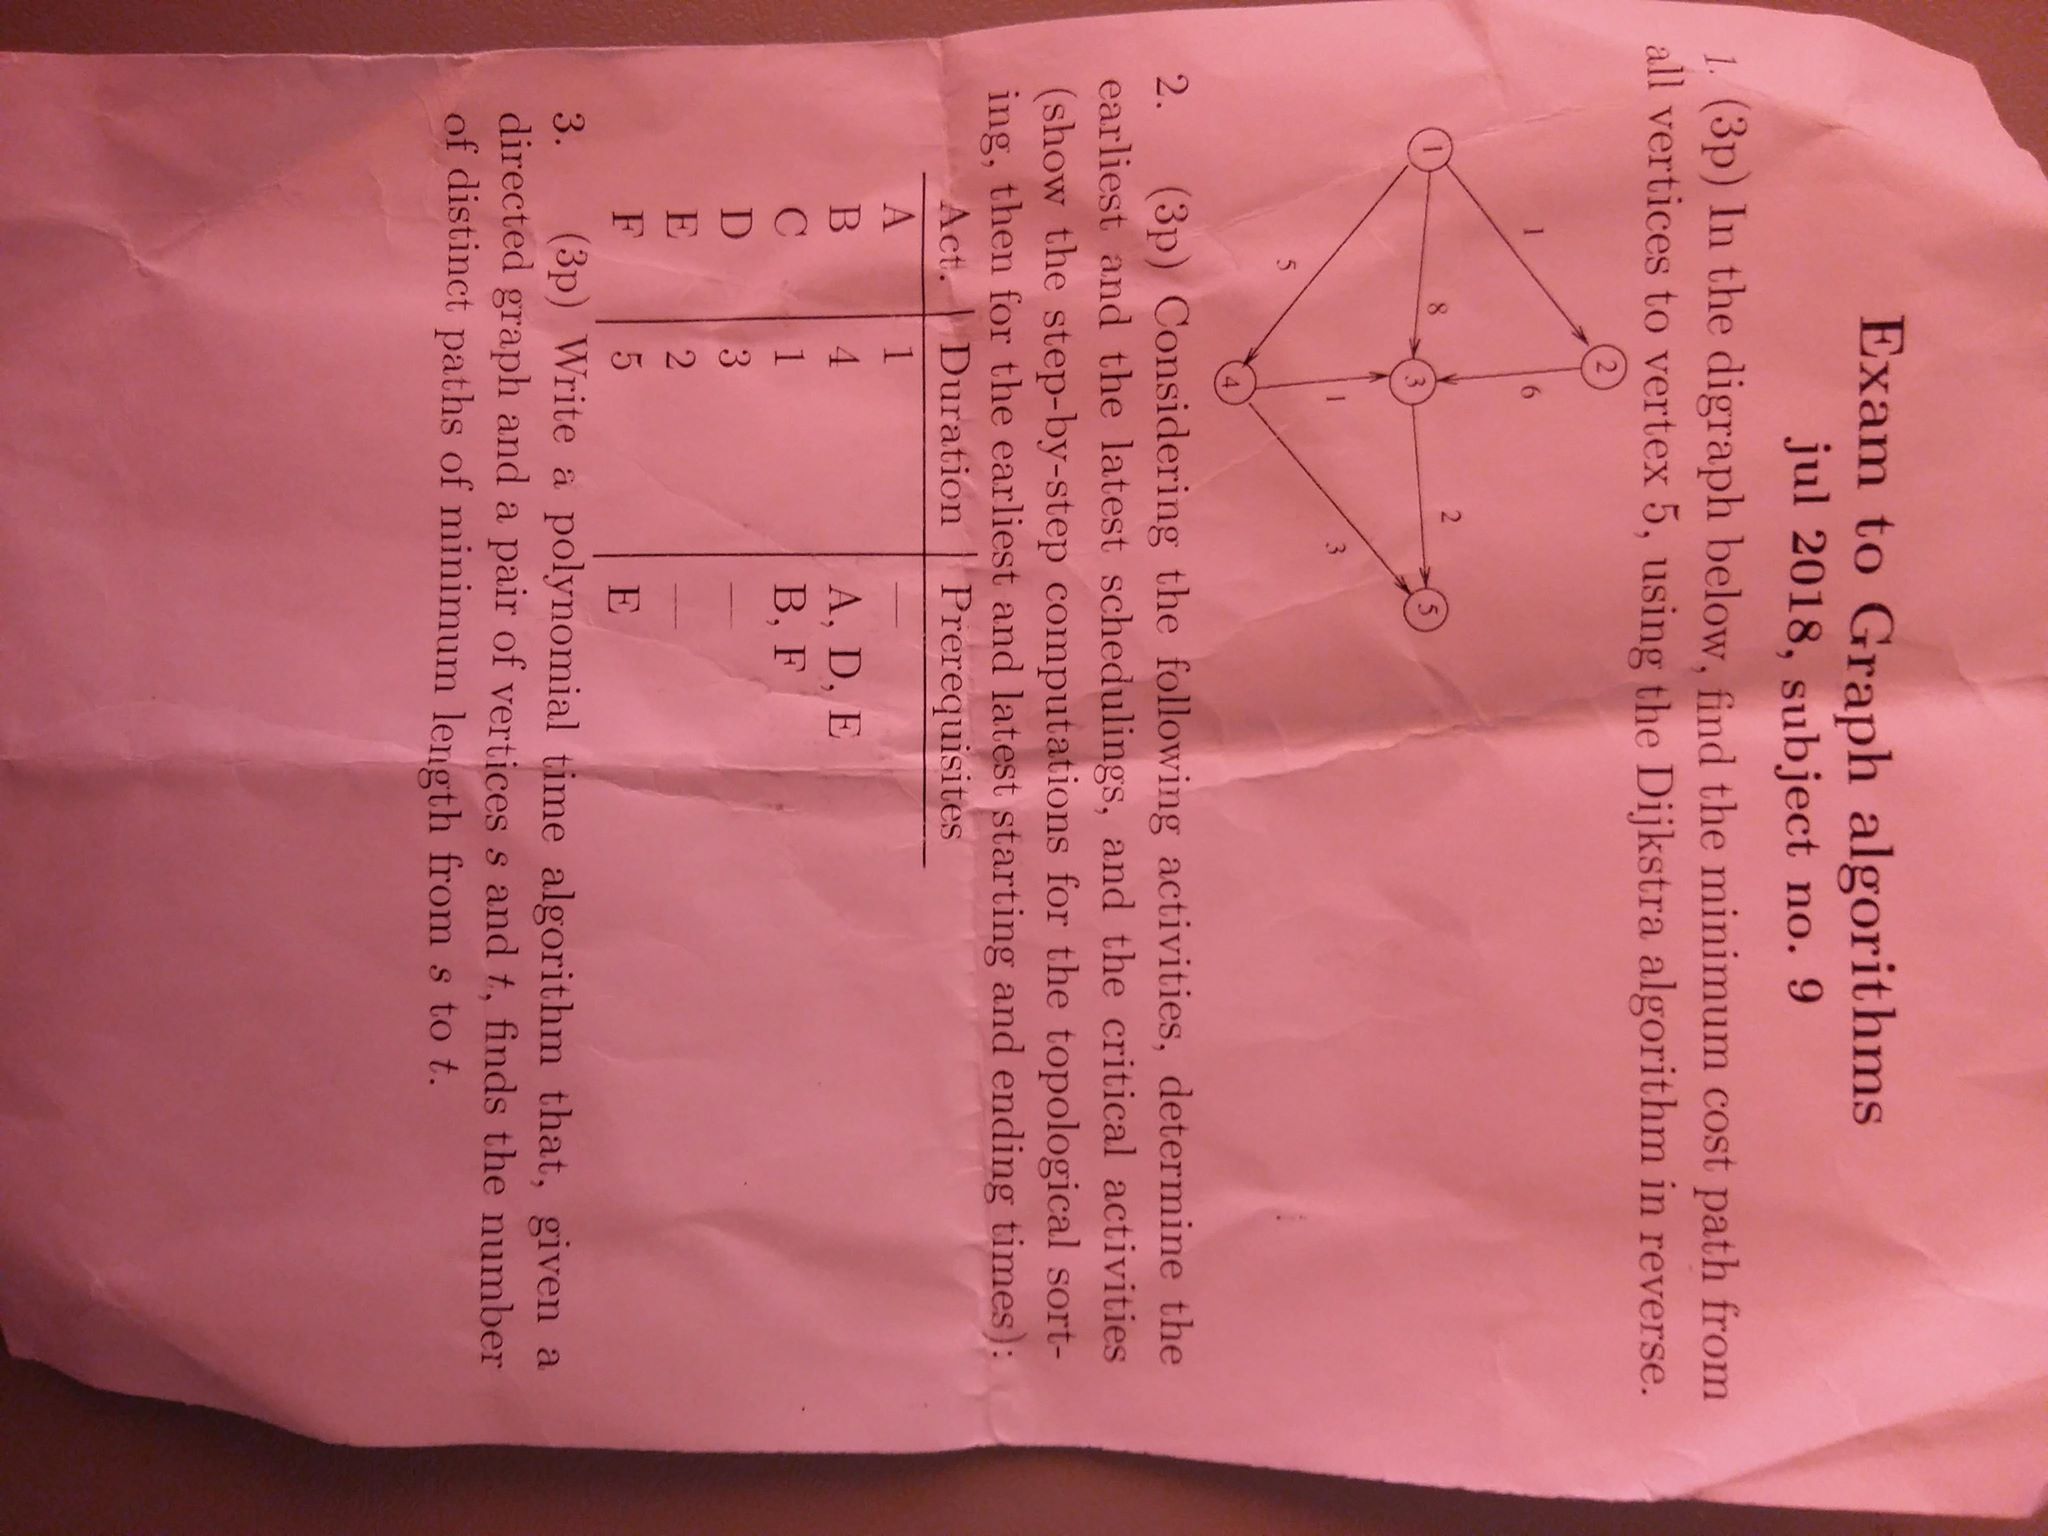 Exam to Graph algorithms
jul 2018, subject no. 9
1. (3p) In the digraph below, find the minimum cost path from
all vertices to vertex 5, using the Dijkstra algorithm in reverse.
2
1 6
1 8 3 2 5
5 1 3
4
2. (3p) Considering the following activities, determine the
earliest and the latest schedulings, and the critical activities
(show the step-by-step computations for the topological sort-
ing, then for the earliest and latest starting and ending times):
Act. Duration Prerequisites
A 1 —
B 4 A, D, E
C 1 B, F
D 3 —
E 2 —
F 5 E
3. (3p) Write a polynomial time algorithm that, given a
directed graph and a pair of vertices s and t, finds the number
of distinct paths of minimum length from s to t.